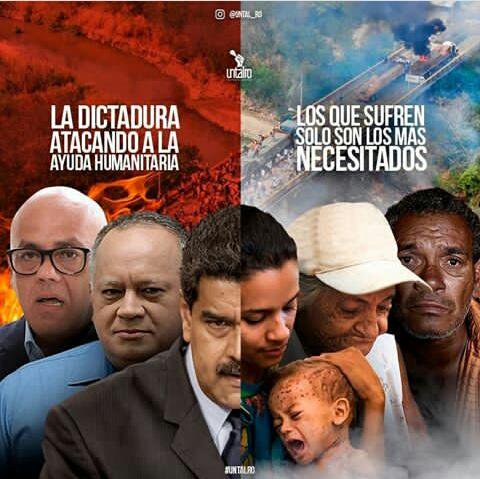 @UNTAL_RO
untalro
LA DICTADURA
ATACANDO A LA
AYUDA HUMANITARIA
LOS QUE SUFREN
SOLO SON LOS MAS
NECESITADOS
#UNTALRO